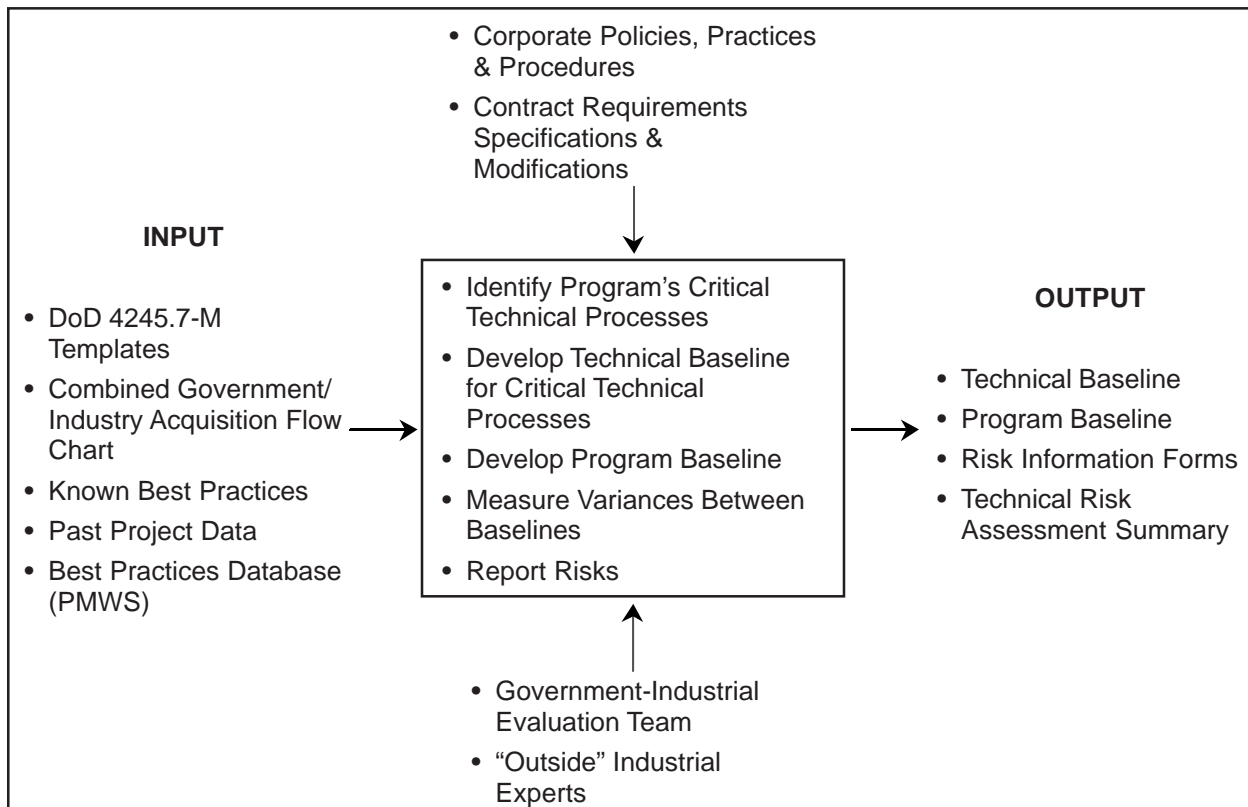 • Corporate Policies, Practices
& Procedures
• Contract Requirements
Specifications &
Modifications
INPUT
• DoD 4245.7-M
Templates
• Combined Government/
Industry Acquisition Flow
Chart
• Known Best Practices
• Past Project Data
• Best Practices Database
(PMWS)
• Identify Program’s Critical
Technical Processes
• Develop Technical Baseline
for Critical Technical
Processes
• Develop Program Baseline
• Measure Variances Between
Baselines
• Report Risks
OUTPUT
• Technical Baseline
• Program Baseline
• Risk Information Forms
• Technical Risk
Assessment Summary
• Government-Industrial
Evaluation Team
• “Outside” Industrial
Experts